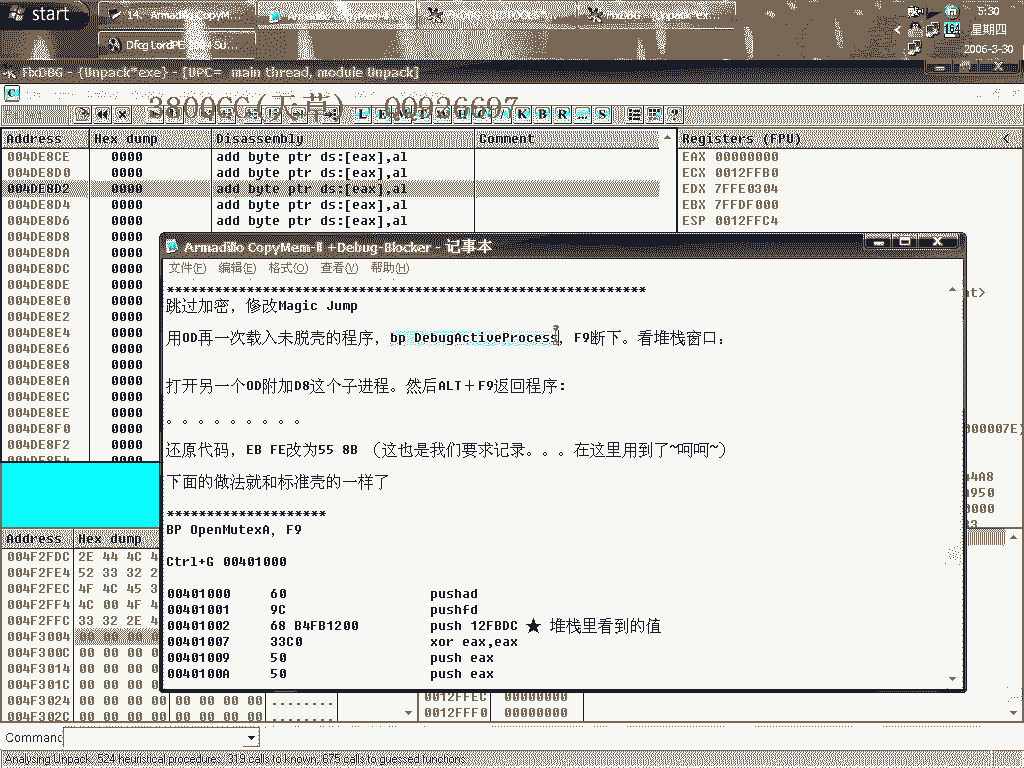 start
14. Armadillo CopyM...
Armadillo CopyMem-II ...
Dfcg LordPE 2004 Su...
5:30
星期四
2006-3-30
FixDBG - {Unpack*exe} - [UPC= main thread, module Unpack]
3800CC(天草) 00926697
Address Hex dump Disassembly Comment Registers (FPU)
004DE8CE 0000 add byte ptr ds:[eax],al EAX 00000000
004DE8D0 0000 add byte ptr ds:[eax],al ECX 0012FFB0
004DE8D2 0000 add byte ptr ds:[eax],al EDX 7FFE0304
004DE8D4 0000 add byte ptr ds:[eax],al EBX 7FFDF000
004DE8D6 0000 add byte ptr ds:[eax],al ESP 0012FFC4
004DE8D8 0000
004DE8DA 0000
004DE8DC 0000
004DE8DE 0000
004DE8E0 0000
004DE8E2 0000
004DE8E4 0000
004DE8E6 0000
004DE8E8 0000
004DE8EA 0000
004DE8EC 0000
004DE8EE 0000
004DE8F0 0000
004DE8F2 0000
Armadillo CopyMem-II +Debug-Blocker - 记事本
文件(F) 编辑(E) 格式(O) 查看(V) 帮助(H)
跳过加密，修改Magic Jump
用OD再一次载入未脱壳的程序，bp DebugActiveProcess，F9断下。看堆栈窗口：
打开另一个OD附加D8这个子进程。然后ALT＋F9返回程序：
。。。。。。。。。
还原代码，EB FE改为55 8B （这也是我们要求记录。。。在这里用到了~呵呵~）
下面的做法就和标准壳的一样了
********************
BP OpenMutexA, F9
Ctrl+G 00401000
00401000 60 pushad
00401001 9C pushfd
00401002 68 B4FB1200 push 12FBDC ★ 堆栈里看到的值
00401007 33C0 xor eax,eax
00401009 50 push eax
0040100A 50 push eax
Address Hex dump
004F2FDC 2E 44 4C 4
004F2FE4 52 33 32 2
004F2FEC 4F 4C 45 3
004F2FF4 4C 00 4F 4
004F2FFC 33 32 2E 4
004F3004 00 00 00 0
004F300C 00 00 00 0
004F3014 00 00 00 0
004F301C 00 00 00 0
004F3024 00 00 00 00 00 00 00 00 ........ 0012FFEC 00000000
004F302C 00 00 00 00 00 00 00 00 ........ 0012FFF0 00000000
Command
Analysing Unpack: 524 heuristical procedures, 319 calls to known, 675 calls to guessed functions